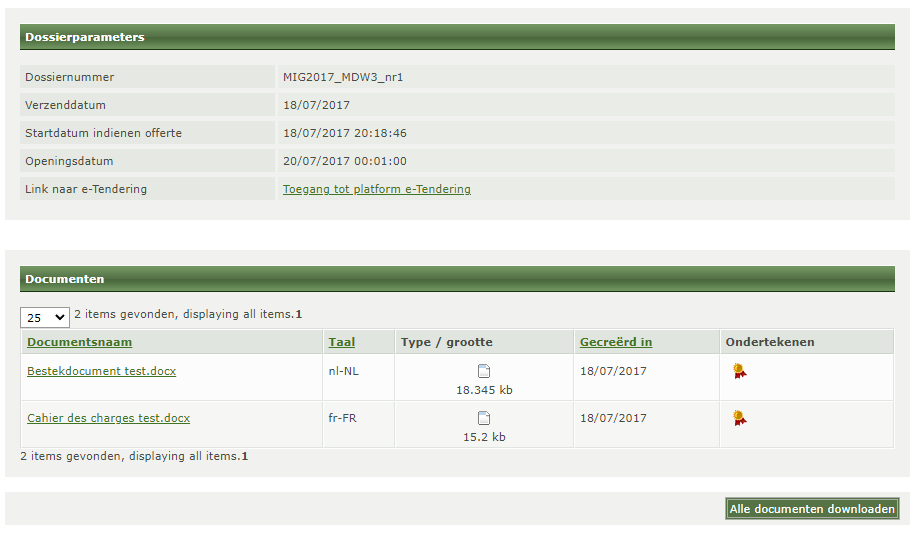 Dossierparameters
Dossiernummer MIG2017_MDW3_nr1
Verzenddatum 18/07/2017
Startdatum indienen offerte 18/07/2017 20:18:46
Openingsdatum 20/07/2017 00:01:00
Link naar e-Tendering Toegang tot platform e-Tendering
Documenten
25 2 items gevonden, displaying all items.1
Documentsnaam Taal Type / grootte Gecreërd in Ondertekenen
Bestekdocument test.docx nl-NL 18/07/2017
18.345 kb
Cahier des charges test.docx fr-FR 18/07/2017
15.2 kb
2 items gevonden, displaying all items.1
Alle documenten downloaden